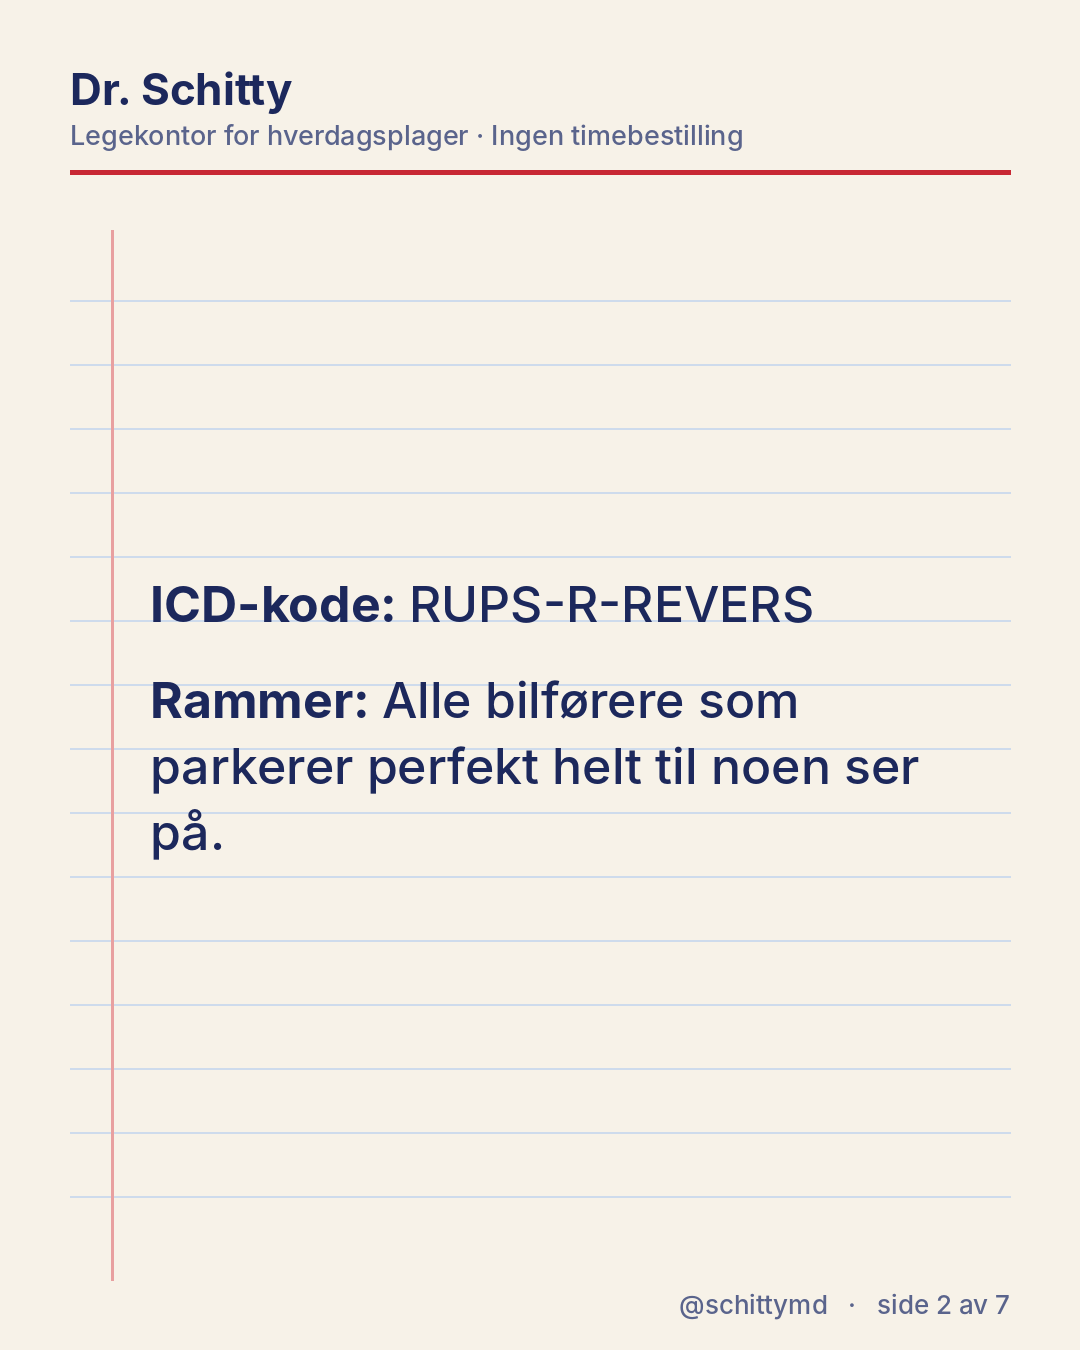 Dr. Schitty
Legekontor for hverdagsplager · Ingen timebestilling
ICD-kode: RUPS-R-REVERS
Rammer: Alle bilførere som
parkerer perfekt helt til noen ser
på.
@schittymd · side 2 av 7